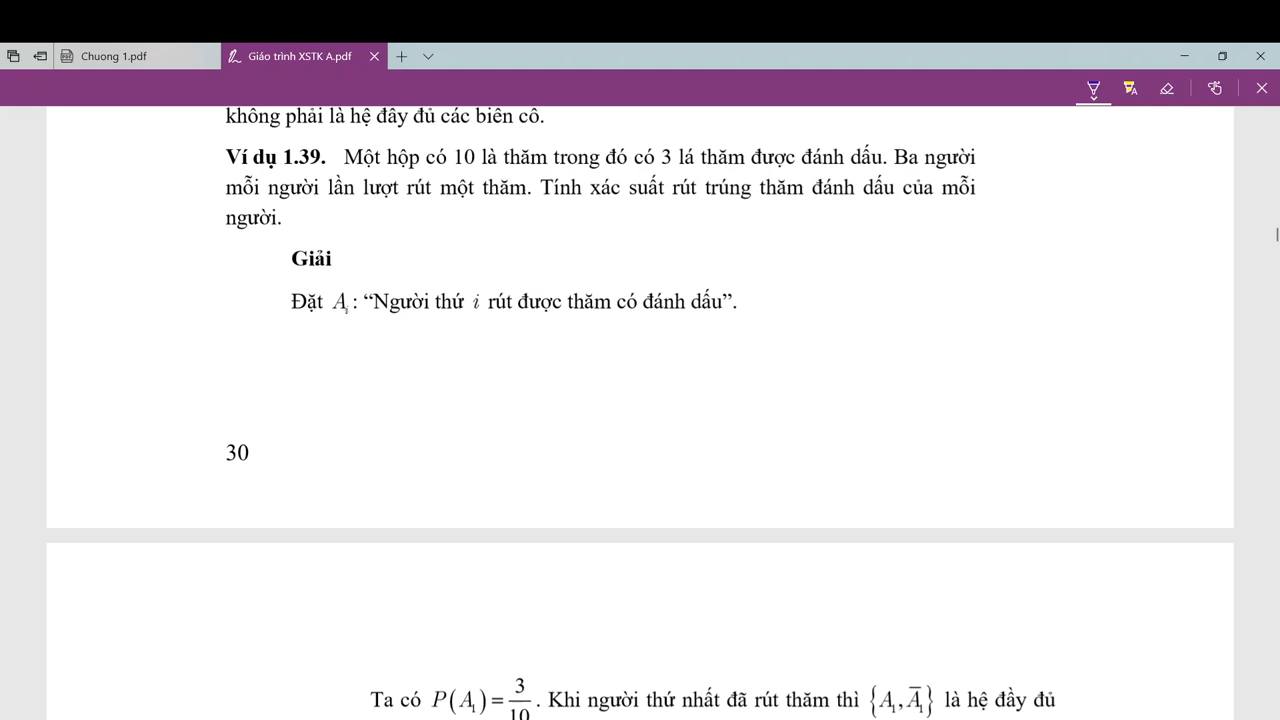 Chuong 1.pdf
Giáo trình XSTK A.pdf
không phải là hệ đầy đủ các biên cô.
Ví dụ 1.39. Một hộp có 10 là thăm trong đó có 3 lá thăm được đánh dấu. Ba người
mỗi người lần lượt rút một thăm. Tính xác suất rút trúng thăm đánh dấu của mỗi
người.
Giải
Đặt A_i: “Người thứ i rút được thăm có đánh dấu”.
30
Ta có P(A_1) = 3/10. Khi người thứ nhất đã rút thăm thì {A_1, A̅_1} là hệ đầy đủ